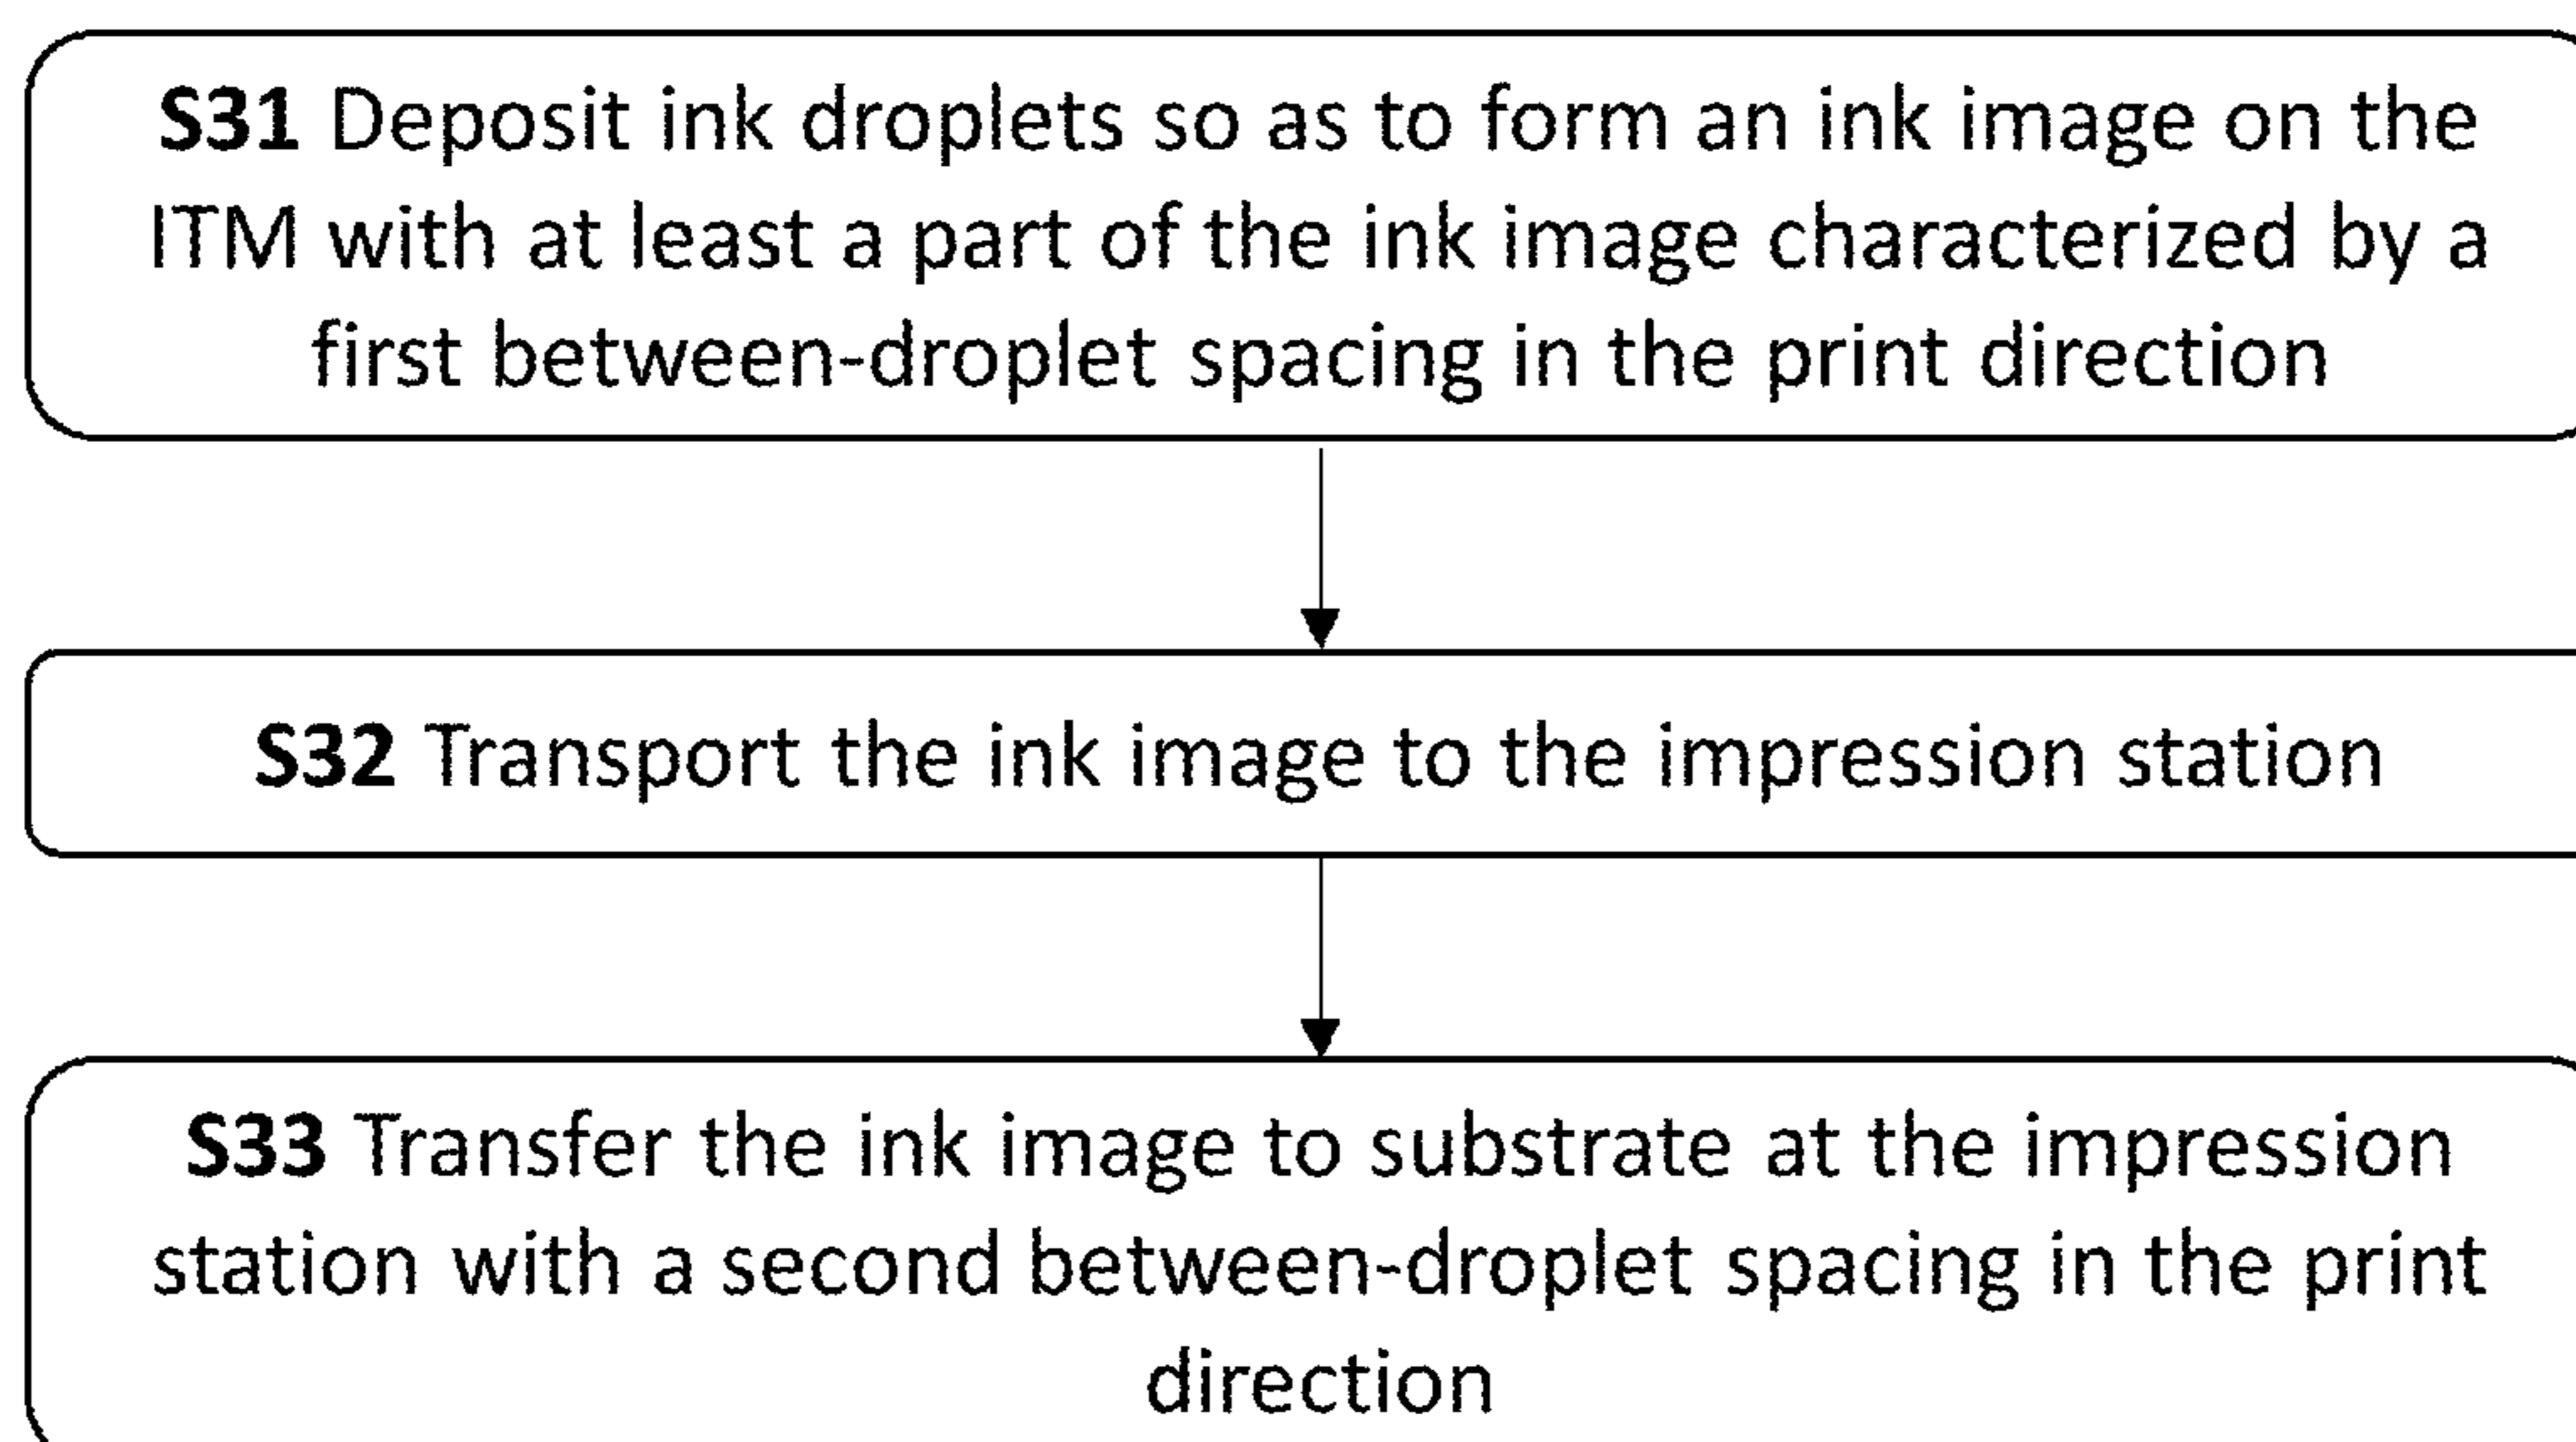 S31 Deposit ink droplets so as to form an ink image on the
ITM with at least a part of the ink image characterized by a
first between-droplet spacing in the print direction
S32 Transport the ink image to the impression station
S33 Transfer the ink image to substrate at the impression
station with a second between-droplet spacing in the print
direction